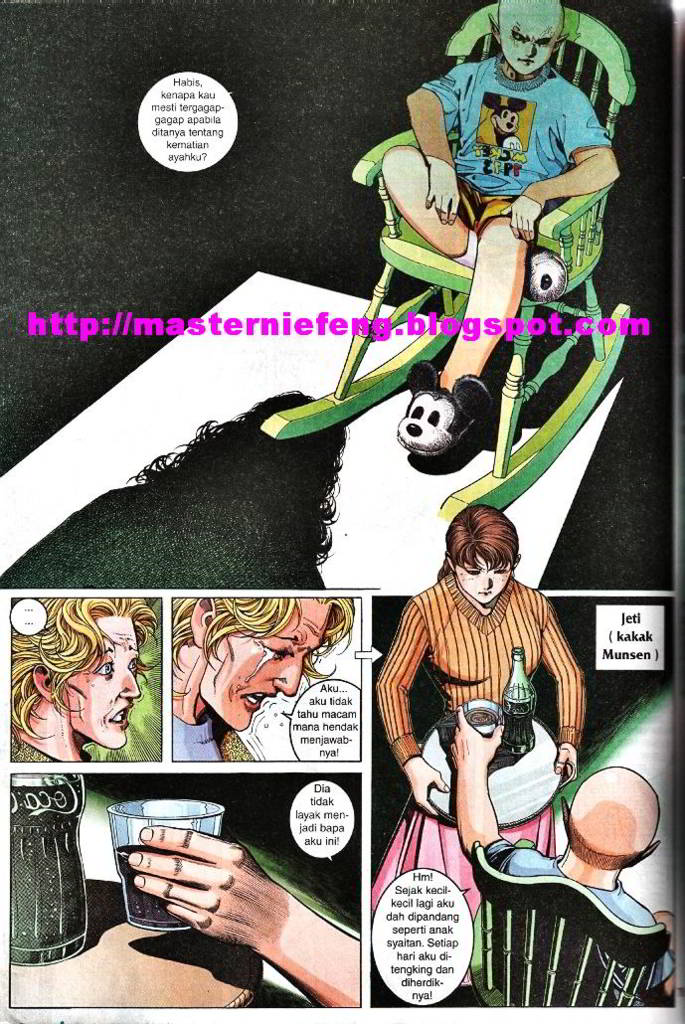 Habis,
kenapa kau
mesti tergagap-
gagap apabila
ditanya tentang
kematian
ayahku?
http://masterniefeng.blogspot.com
...
...
Aku...
aku tidak
tahu macam
mana hendak
menjawab-
nya!
Jeti
( kakak
Munsen )
Dia
tidak
layak men-
jadi bapa
aku ini!
Coca
Hm!
Sejak kecil-
kecil lagi aku
dah dipandang
seperti anak
syaitan. Setiap
hari aku di-
tengking dan
diherdik-
nya!